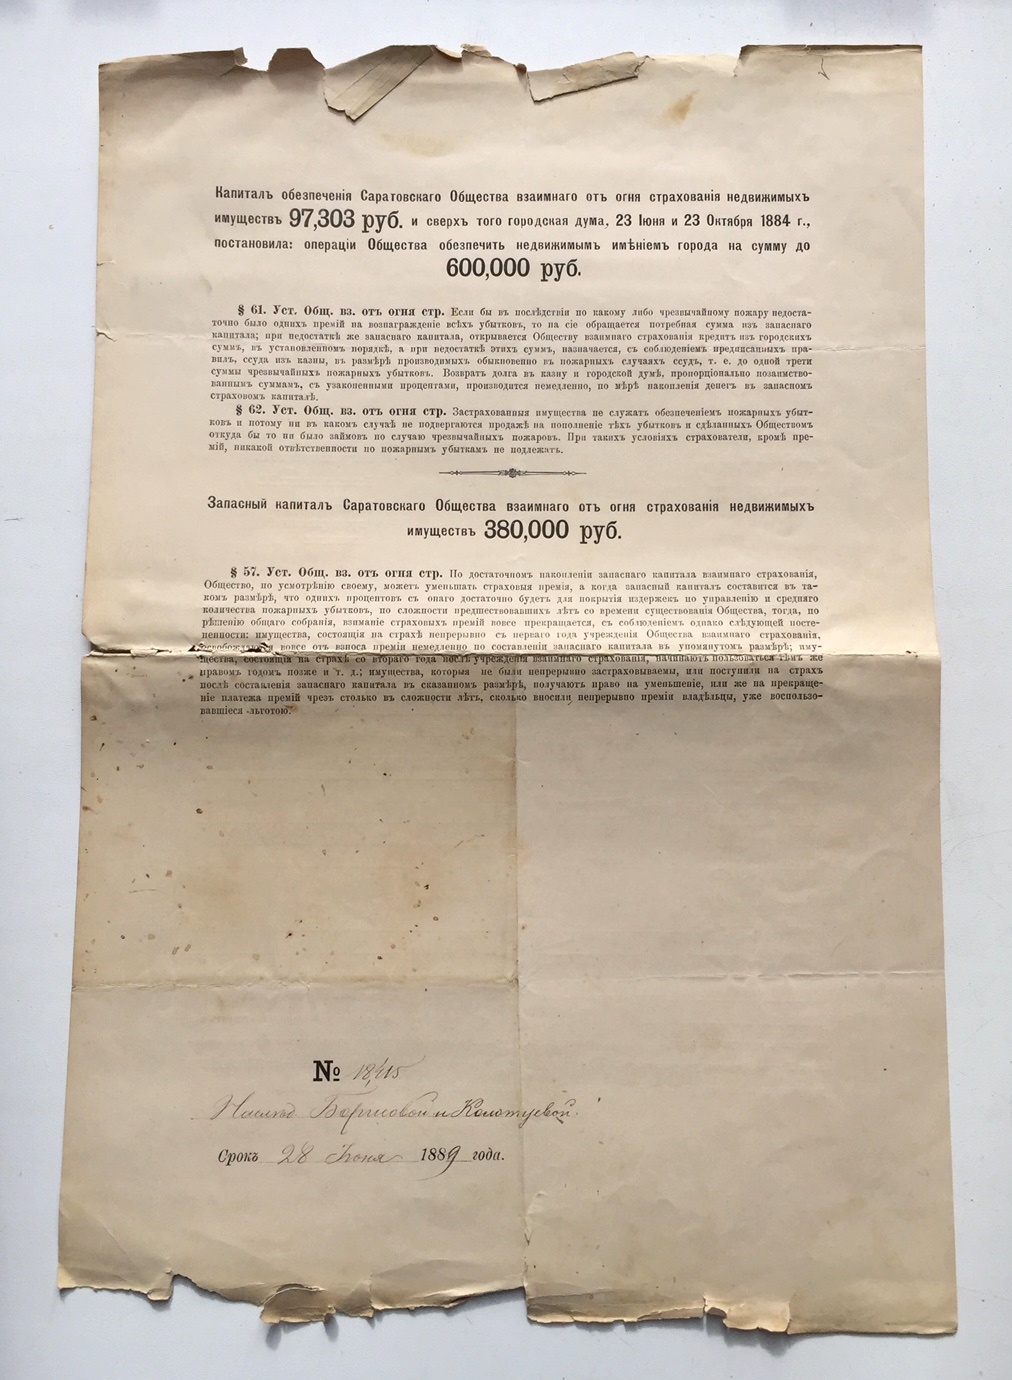 Капиталъ обезпеченія Саратовскаго Общества взаимнаго отъ огня страхованія недвижимыхъ
имуществъ 97,303 руб. и сверхъ того городская дума, 23 Іюня и 23 Октября 1884 г.,
постановила: операціи Общества обезпечить недвижимымъ имѣніемъ города на сумму до
600,000 руб.
§ 61. Уст. Общ. вз. отъ огня стр. Если бы въ послѣдствіи по какому либо чрезвычайному пожару недоста-
точно было однихъ премій на вознагражденіе всѣхъ убытковъ, то на сіе обращается потребная сумма изъ запаснаго
капитала; при недостаткѣ же запаснаго капитала, открывается Обществу взаимнаго страхованія кредитъ изъ городскихъ
суммъ, въ установленномъ порядкѣ, а при недостаткѣ этихъ суммъ, назначается, съ соблюденіемъ предписанныхъ пра-
вилъ, ссуда изъ казны, въ размѣрѣ производимыхъ обыкновенно въ пожарныхъ случаяхъ ссудъ, т. е. до одной трети
суммы чрезвычайныхъ пожарныхъ убытковъ. Возвратъ долга въ казну и городской думѣ, пропорціонально позаимство-
ваннымъ суммамъ, съ узаконенными процентами, производится немедленно, по мѣрѣ накопленія денегъ въ запасномъ
страховомъ капиталѣ.
§ 62. Уст. Общ. вз. отъ огня стр. Застрахованныя имущества не служатъ обезпеченіемъ пожарныхъ убыт-
ковъ и потому ни въ какомъ случаѣ не подвергаются продажѣ на пополненіе тѣхъ убытковъ и сдѣланныхъ Обществомъ
откуда бы то ни было займовъ по случаю чрезвычайныхъ пожаровъ. При такихъ условіяхъ страхователи, кромѣ пре-
мій, никакой отвѣтственности по пожарнымъ убыткамъ не подлежатъ.
Запасный капиталъ Саратовскаго Общества взаимнаго отъ огня страхованія недвижимыхъ
имуществъ 380,000 руб.
§ 57. Уст. Общ. вз. отъ огня стр. По достаточномъ накопленіи запаснаго капитала взаимнаго страхованія,
Общество, по усмотрѣнію своему, можетъ уменьшать страховыя преміи, а когда запасный капиталъ составится въ та-
комъ размѣрѣ, что однихъ процентовъ съ онаго достаточно будетъ для покрытія издержекъ по управленію и средняго
количества пожарныхъ убытковъ, по сложности предшествовавшихъ лѣтъ со времени существованія Общества, тогда, по
рѣшенію общаго собранія, взиманіе страховыхъ премій вовсе прекращается, съ соблюденіемъ однако слѣдующей посте-
пенности: имущества, состоящія на страхѣ непрерывно съ перваго года учрежденія Общества взаимнаго страхованія,
освобождаются вовсе отъ взноса преміи немедленно по составленіи запаснаго капитала въ упомянутомъ размѣрѣ; иму-
щества, состоящія на страхѣ со втораго года послѣ учрежденія взаимнаго страхованія, начинаютъ пользоваться тѣмъ же
правомъ годомъ позже и т. д.; имущества, которыя не были непрерывно застраховываемы, или поступили на страхъ
послѣ составленія запаснаго капитала въ сказанномъ размѣрѣ, получаютъ право на уменьшеніе, или же на прекраще-
ніе платежа премій чрезъ столько въ сложности лѣтъ, сколько вносили непрерывно преміи владѣльцы, уже воспользо-
вавшіеся льготою.
№
и
Срокъ 28 Іюня 1889 года.